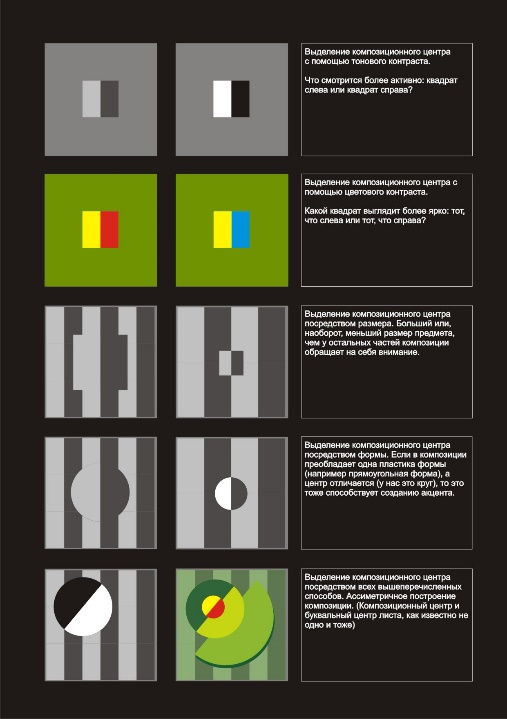 Выделение композиционного центра
с помощью тонового контраста.
Что смотрится более активно: квадрат
слева или квадрат справа?
Выделение композиционного центра с
помощью цветового контраста.
Какой квадрат выглядит более ярко: тот,
что слева или тот, что справа?
Выделение композиционного центра
посредством размера. Больший или,
наоборот, меньший размер предмета,
чем у остальных частей композиции
обращает на себя внимание.
Выделение композиционного центра
посредством формы. Если в композиции
преобладает одна пластика формы
(например прямоугольная форма), а
центр отличается (у нас это круг), то это
тоже способствует созданию акцента.
Выделение композиционного центра
посредством всех вышеперечисленных
способов. Ассиметричное построение
композиции. (Композиционный центр и
буквальный центр листа, как известно не
одно и тоже)